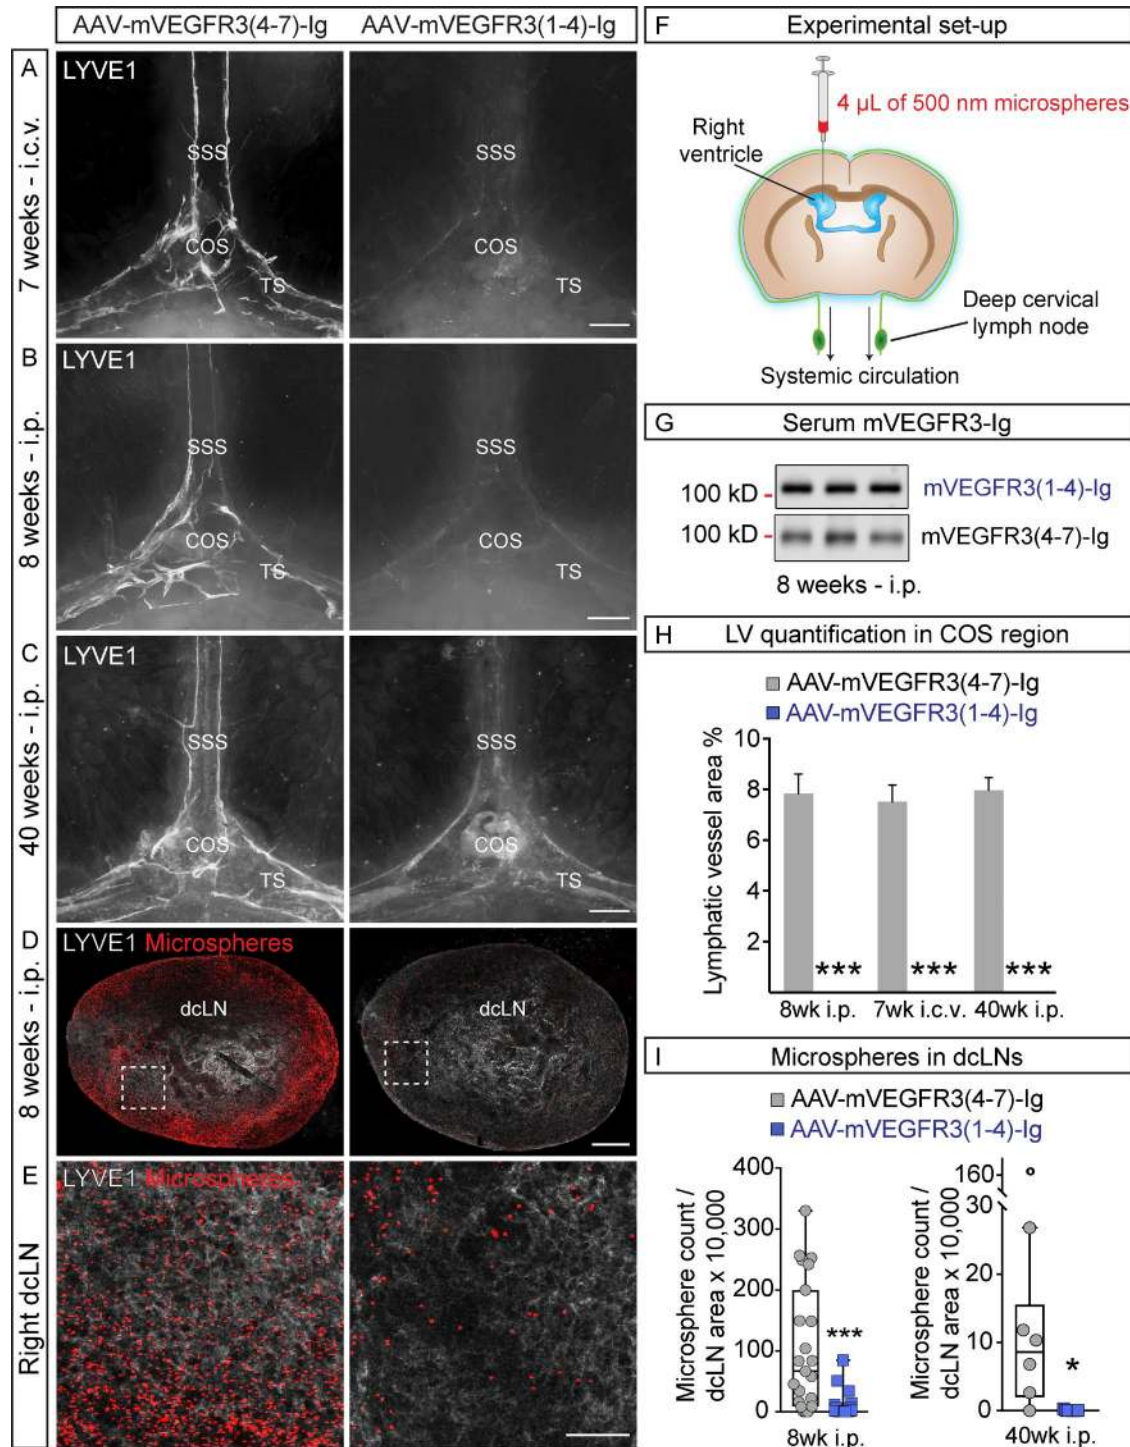 AAV-mVEGFR3(4-7)-Ig
AAV-mVEGFR3(1-4)-Ig
A
7 weeks - i.c.v.
LYVE1
SSS
COS
TS
SSS
COS
TS
B
8 weeks - i.p.
LYVE1
SSS
COS
TS
SSS
COS
TS
C
40 weeks - i.p.
LYVE1
SSS
COS
TS
SSS
COS
TS
D
8 weeks - i.p.
LYVE1 Microspheres
dcLN
dcLN
E
Right dcLN
LYVE1 Microspheres
F Experimental set-up
4 µL of 500 nm microspheres
Right
ventricle
Deep cervical
lymph node
Systemic circulation
G Serum mVEGFR3-Ig
100 kD -
mVEGFR3(1-4)-Ig
100 kD -
mVEGFR3(4-7)-Ig
8 weeks - i.p.
H LV quantification in COS region
AAV-mVEGFR3(4-7)-Ig
AAV-mVEGFR3(1-4)-Ig
Lymphatic vessel area %
10
8
6
4
2
***
***
***
8wk i.p.
7wk i.c.v.
40wk i.p.
I Microspheres in dcLNs
AAV-mVEGFR3(4-7)-Ig
AAV-mVEGFR3(1-4)-Ig
Microsphere count /
dcLN area x 10,000
400
300
200
100
0
***
8wk i.p.
Microsphere count /
dcLN area x 10,000
160
30
20
10
0
*
40wk i.p.